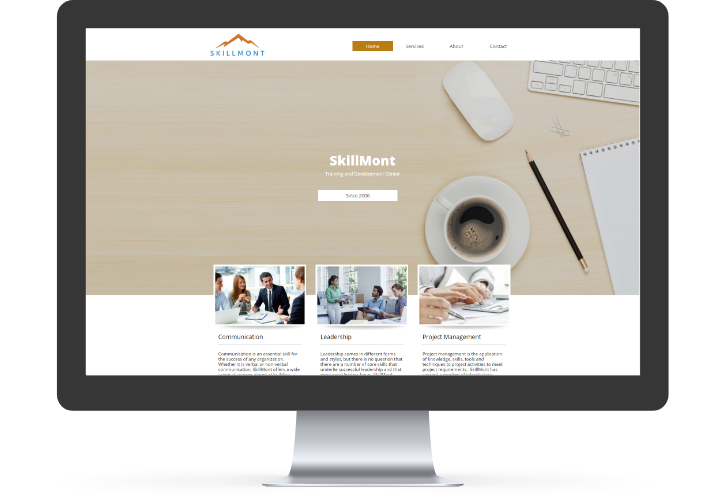 SKILLMONT
Home
Services
About
Contact
SkillMont
Training and Development Center
Since 2006
Communication
Communication is an essential skill for
the success of any organization.
Whether it is verbal or non-verbal
communication. SkillMont offers a wide
Leadership
Leadership comes in different forms
and styles, but there is no question that
there are a number of core skills that
underlie successful leadership and that
Project Management
Project management is the application
of knowledge, skills, tools and
techniques to project activities to meet
project requirements. SkillMont has